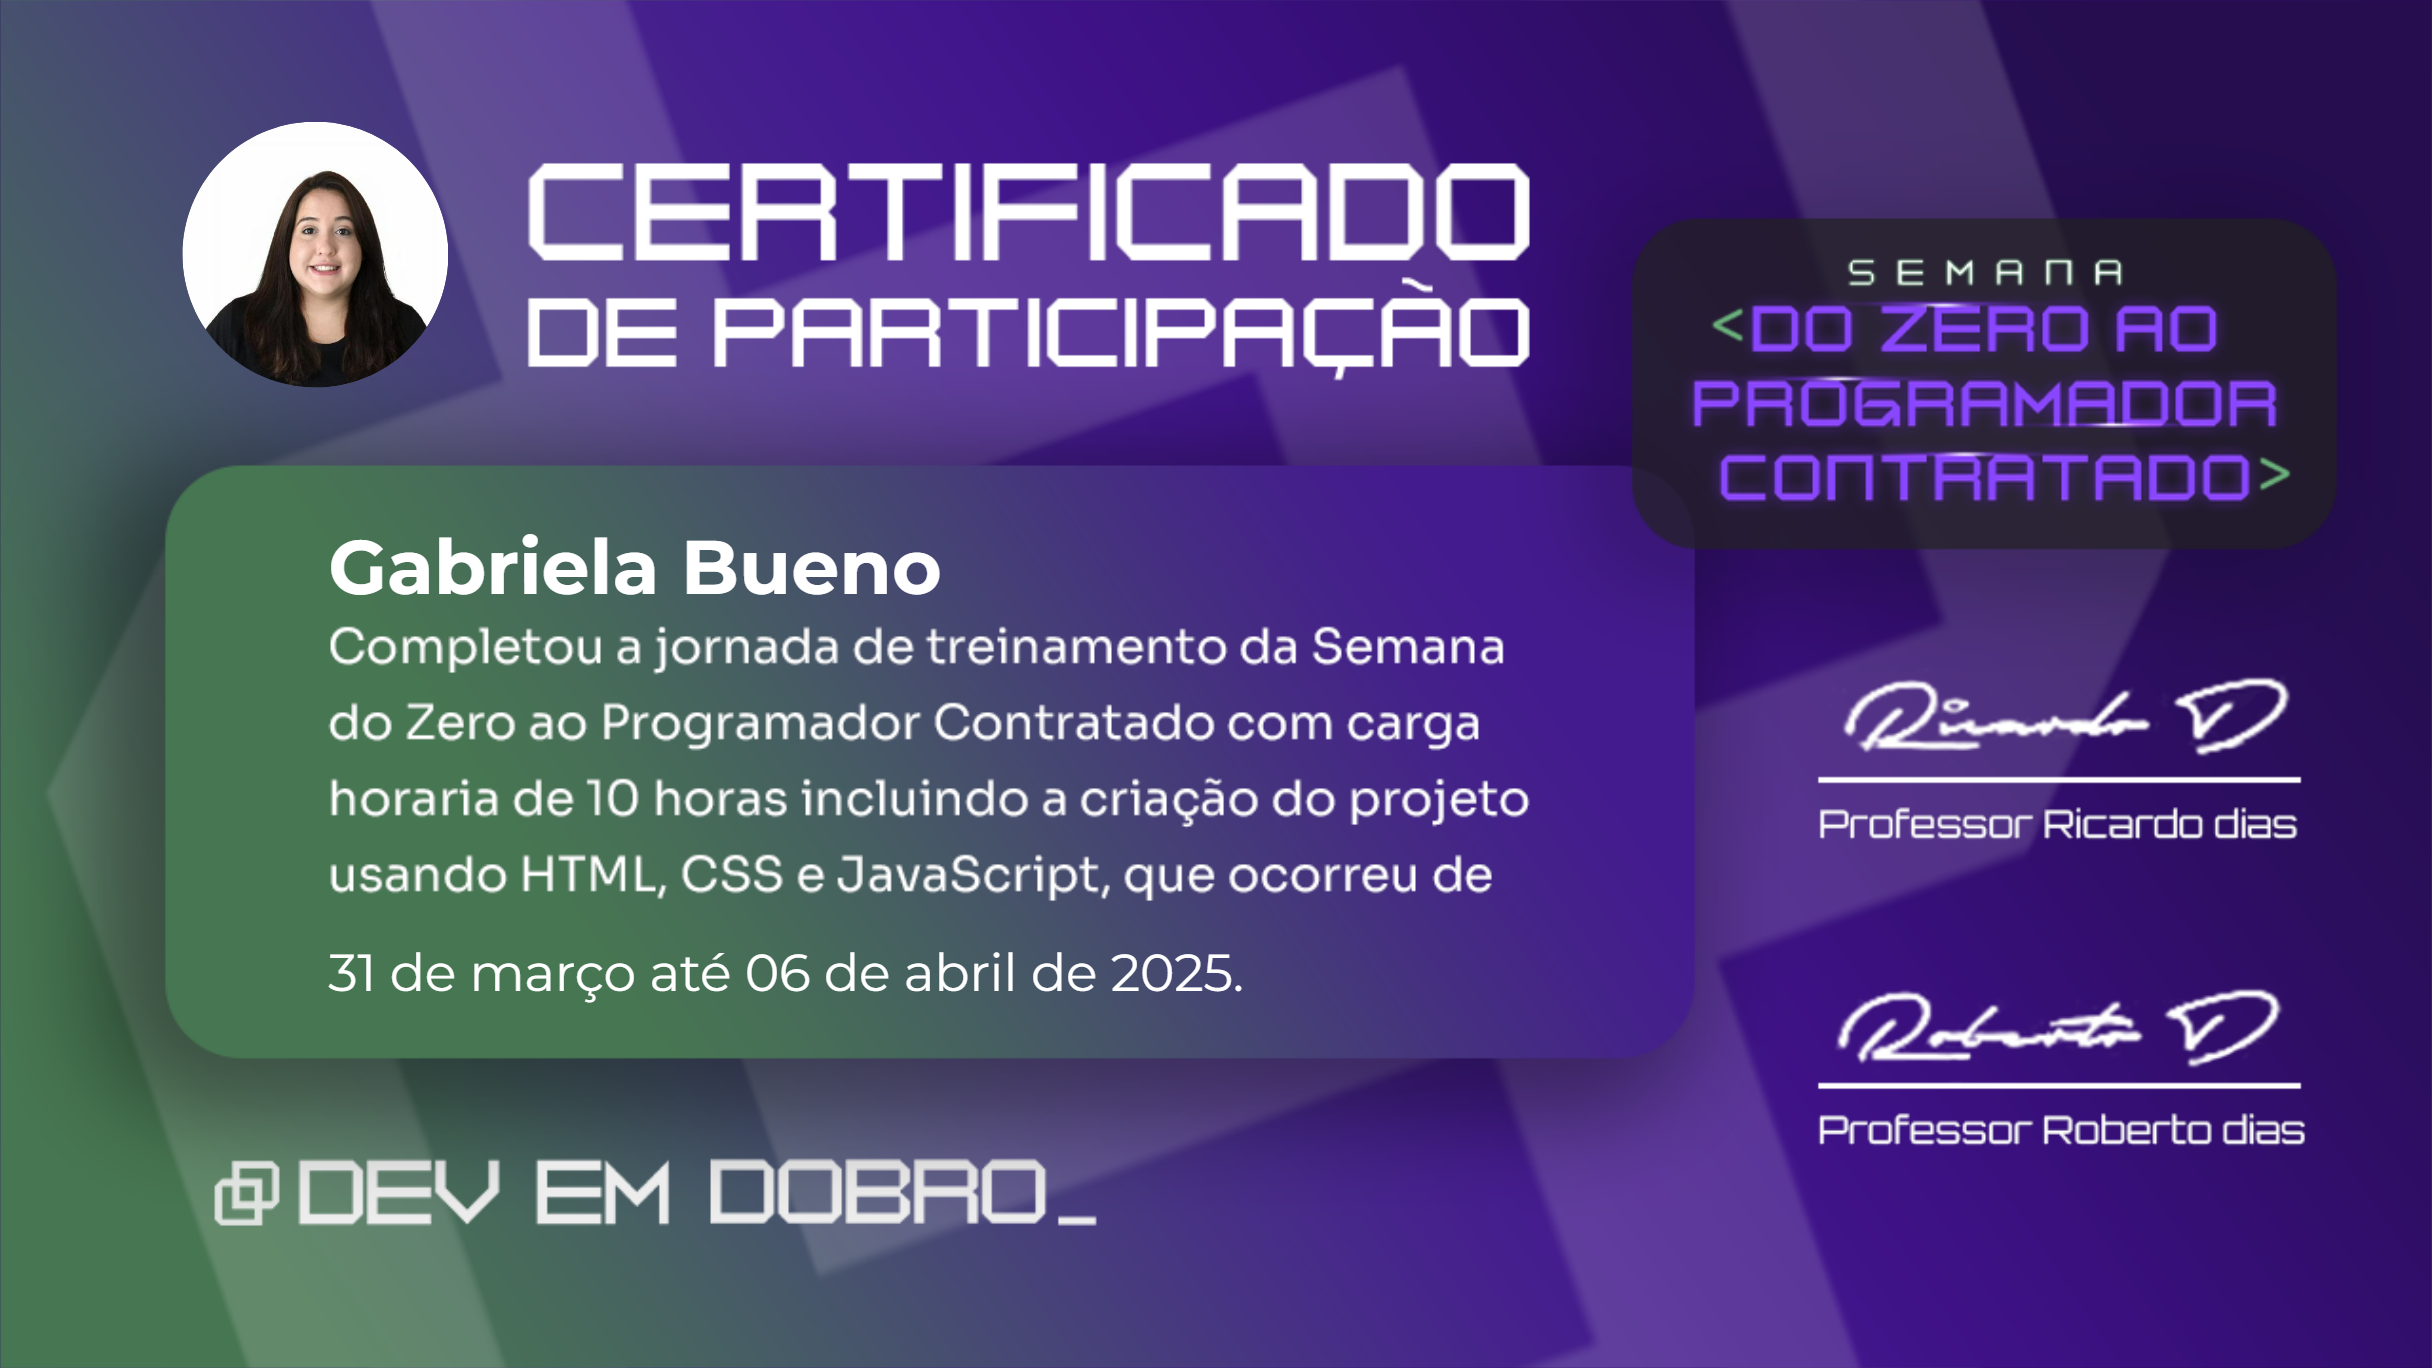 CERTIFICADO
DE PARTICIPAÇÃO
SEMANA
<DO ZERO AO
PROGRAMADOR
CONTRATADO>
Gabriela Bueno
Completou a jornada de treinamento da Semana
do Zero ao Programador Contratado com carga
horaria de 10 horas incluindo a criação do projeto
usando HTML, CSS e JavaScript, que ocorreu de
31 de março até 06 de abril de 2025.
Ricardo D
Professor Ricardo dias
Roberto D
Professor Roberto dias
DEV EM DOBRO_